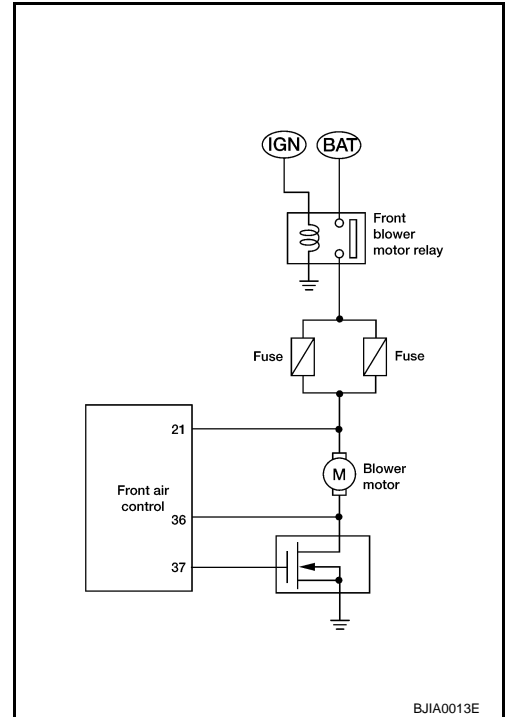 IGN BAT
Front
blower
motor relay
Fuse Fuse
21
M
Blower
motor
Front air
control
36
37
BJIA0013E